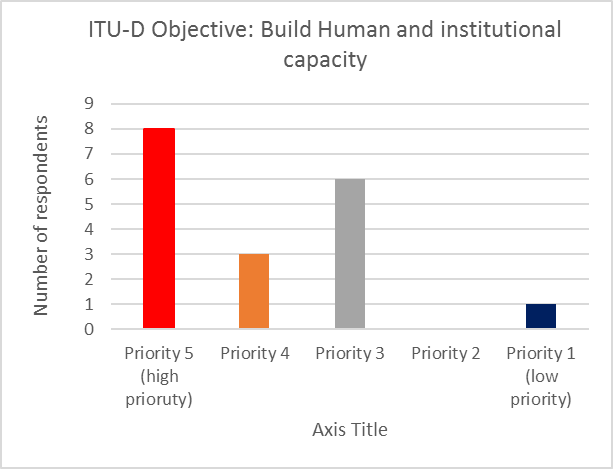 ITU-D Objective: Build Human and institutional
capacity
Number of respondents
9
8
7
6
5
4
3
2
1
0
Priority 5
(high
prioruty)
Priority 4
Priority 3
Priority 2
Priority 1
(low
priority)
Axis Title